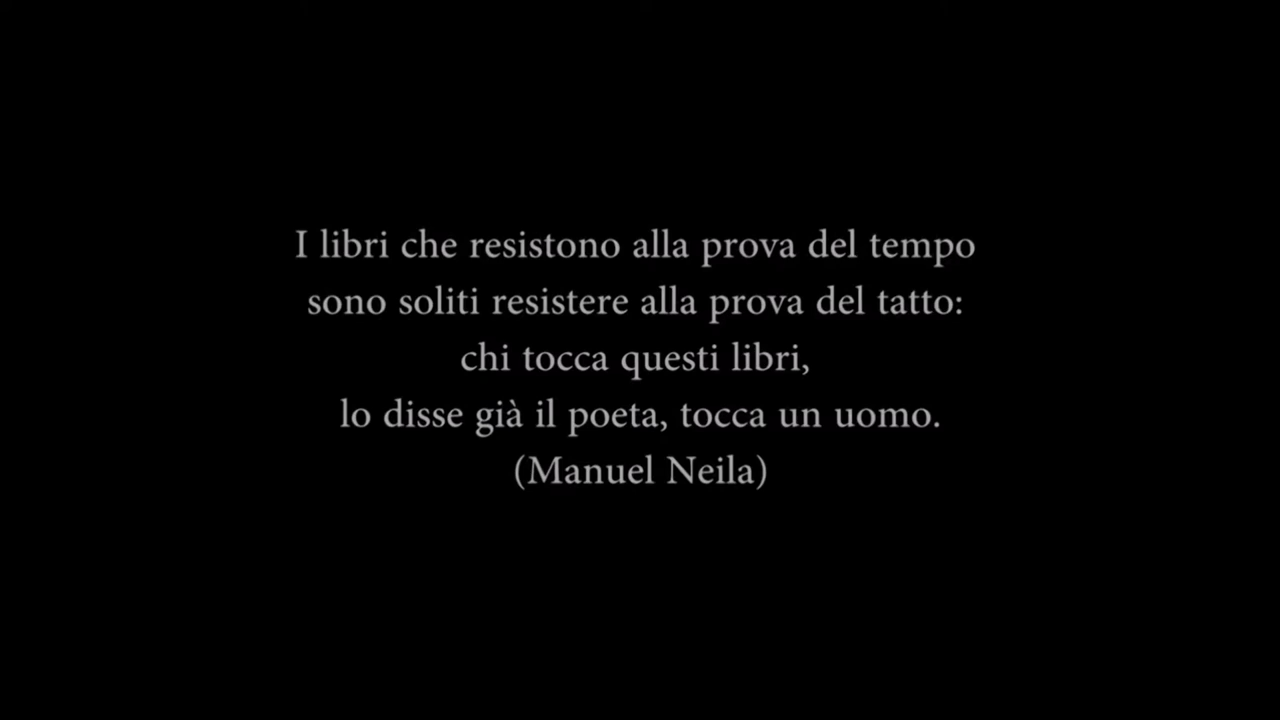 I libri che resistono alla prova del tempo
sono soliti resistere alla prova del tatto:
chi tocca questi libri,
lo disse già il poeta, tocca un uomo.
(Manuel Neila)